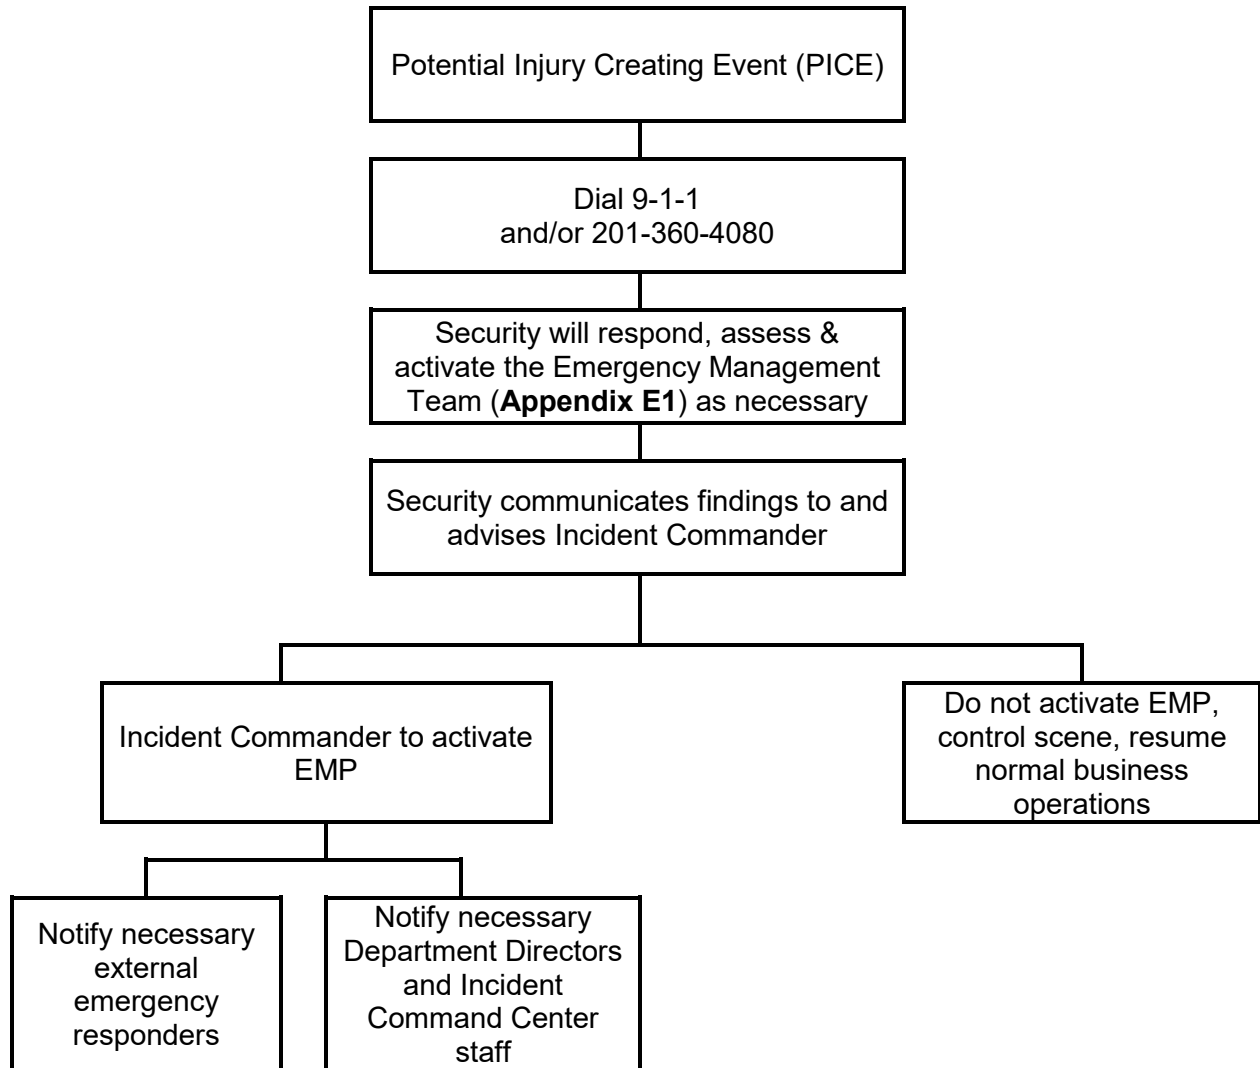 Potential Injury Creating Event (PICE)
Dial 9-1-1
and/or 201-360-4080
Security will respond, assess &
activate the Emergency Management
Team (Appendix E1) as necessary
Security communicates findings to and
advises Incident Commander
Incident Commander to activate
EMP
Do not activate EMP,
control scene, resume
normal business
operations
Notify necessary
external
emergency
responders
Notify necessary
Department Directors
and Incident
Command Center
staff